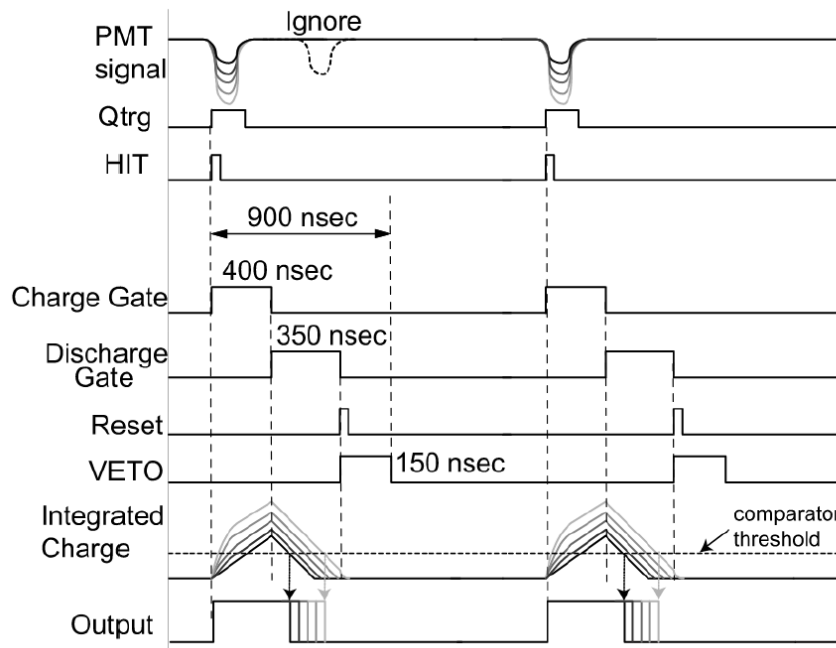 Ignore
PMT
signal
Qtrg
HIT
900 nsec
400 nsec
Charge Gate
350 nsec
Discharge
Gate
Reset
VETO
150 nsec
Integrated
Charge
comparator
threshold
Output